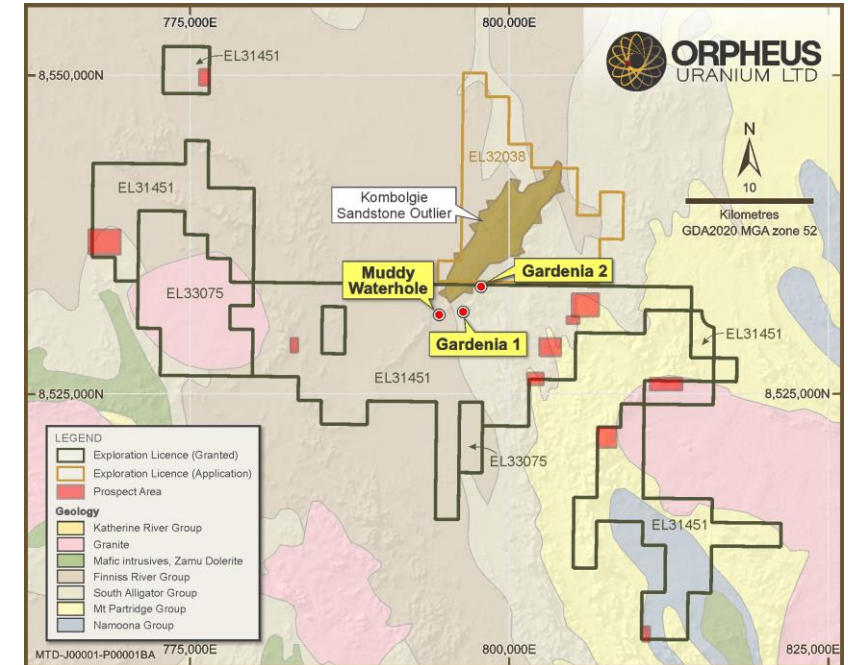 775,000E
800,000E
ORPHEUS
URANIUM LTD
EL31451
8,550,000N
8,550,000N
EL32038
N
10
Kilometres
GDA2020 MGA zone 52
EL31451
Kombolgie
Sandstone Outlier
Muddy
Waterhole
Gardenia 2
EL33075
Gardenia 1
EL31451
EL31451
8,525,000N
8,525,000N
LEGEND
Exploration Licence (Granted)
Exploration Licence (Application)
Prospect Area
Geology
Katherine River Group
Granite
Mafic intrusives, Zamu Dolerite
Finniss River Group
South Alligator Group
Mt Partridge Group
Namoona Group
EL33075
EL31451
MTD-J00001-P00001BA
775,000E
800,000E
825,000E